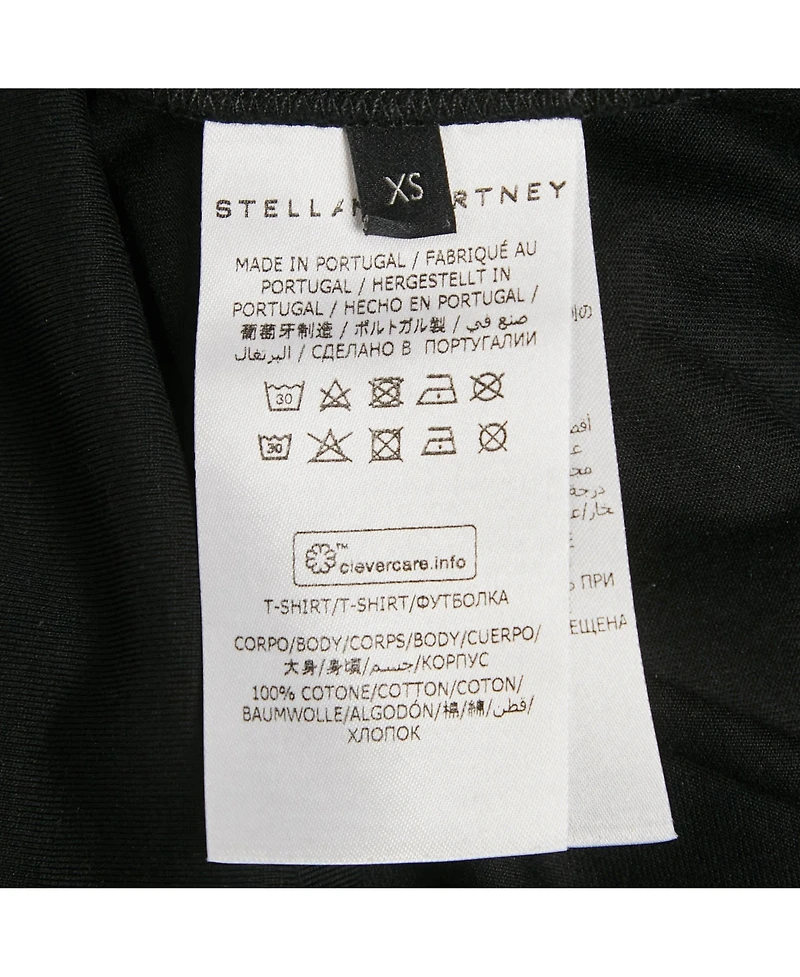 XS
STELLA RTNEY
MADE IN PORTUGAL / FABRIQUÉ AU
PORTUGAL / HERGESTELLT IN
PORTUGAL / HECHO EN PORTUGAL /
葡萄牙制造 / ポルトガル製 / صنع في
البرتغال / СДЕЛАНО В ПОРТУГАЛИИ
30
30
™
clevercare.info
T-SHIRT/T-SHIRT/ФУТБОЛКА
CORPO/BODY/CORPS/BODY/CUERPO/
大身/身頃/جسم/КОРПУС
100% COTONE/COTTON/COTON/
BAUMWOLLE/ALGODÓN/棉/綿/قطن/
ХЛОПОК
ПРИ
ЕЩЕНА